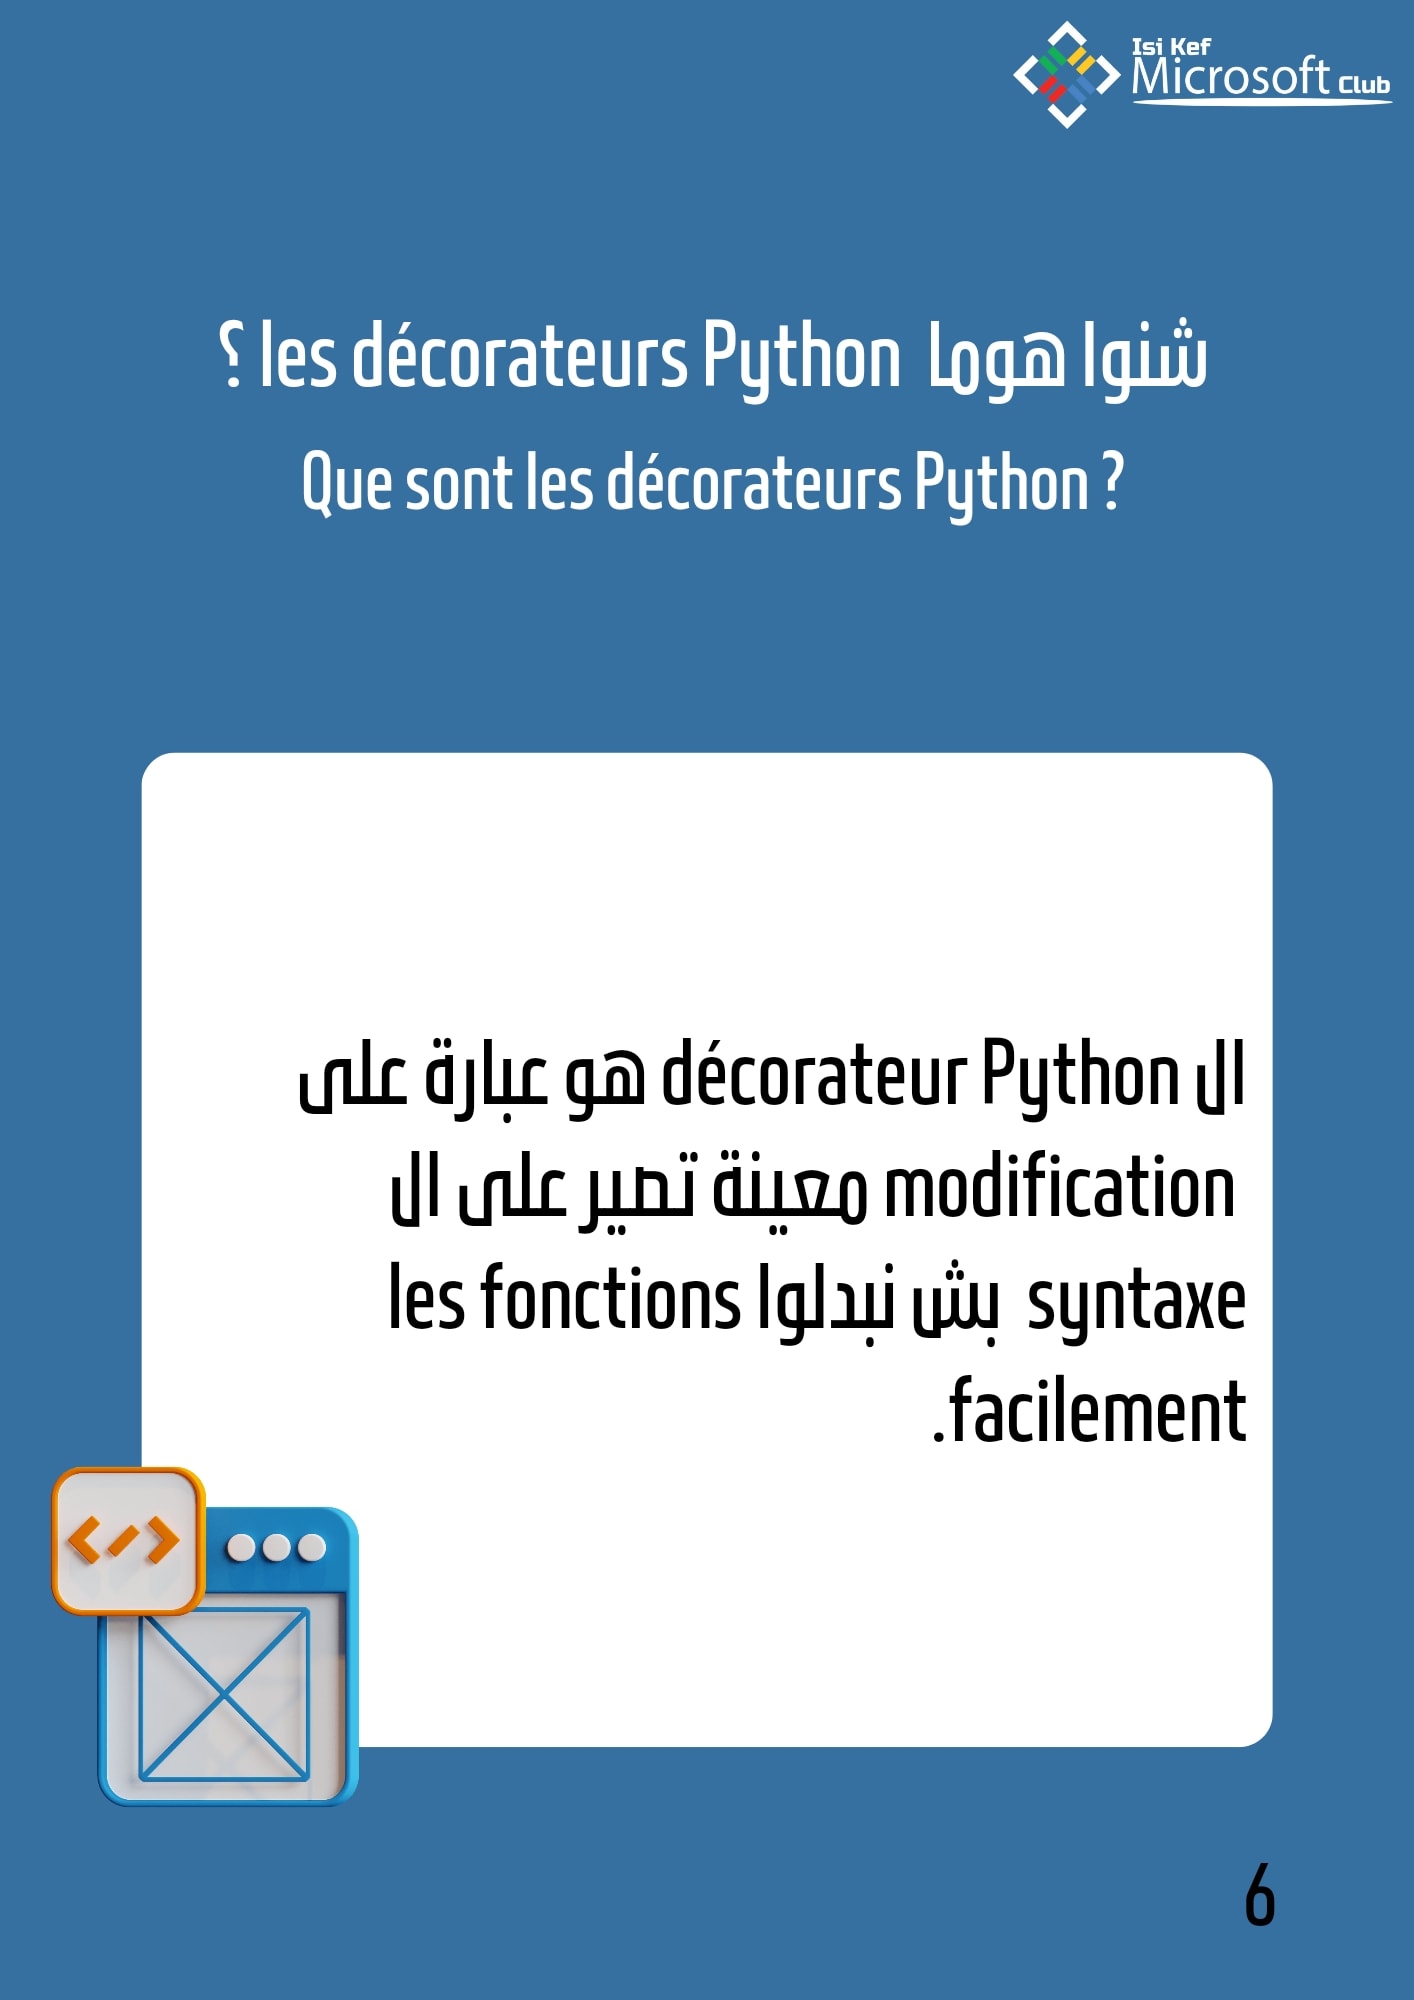 Isi Kef
Microsoft Club
شنوا هوما les décorateurs Python ؟
Que sont les décorateurs Python ?
ال décorateur Python هو عبارة على
modification معينة تصير على ال
syntaxe بش نبدلوا les fonctions
facilement.
6